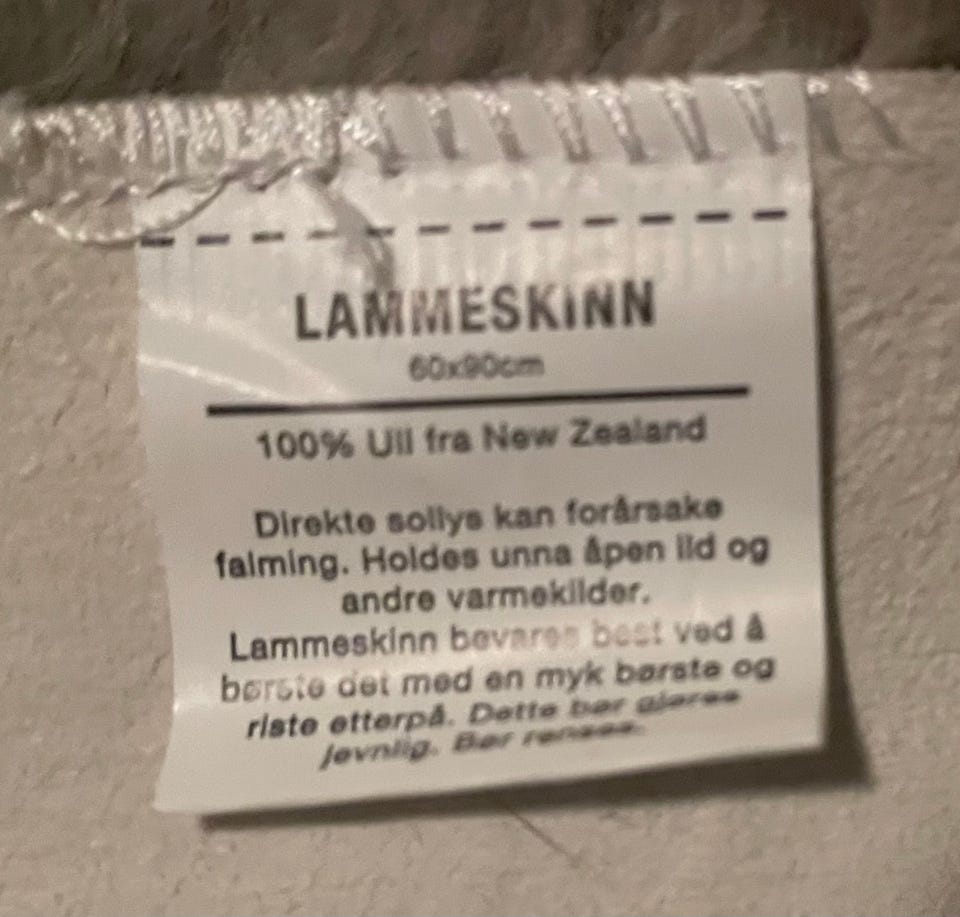 LAMMESKINN
60x90cm
100% Ull fra New Zealand
Direkte sollys kan forårsake
falming. Holdes unna åpen ild og
andre varmekilder.
Lammeskinn bevares best ved å
børste det med en myk børste og
riste etterpå. Dette bør gjøres
jevnlig. Bør renses.